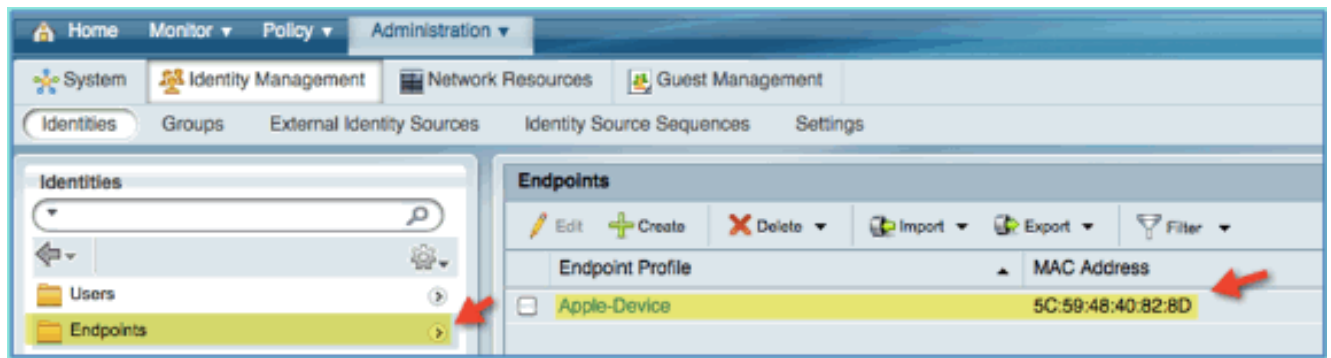 Home Monitor Policy Administration
System Identity Management Network Resources Guest Management
Identities Groups External Identity Sources Identity Source Sequences Settings
Identities
Users
Endpoints
Endpoints
Edit Create Delete Import Export Filter
Endpoint Profile MAC Address
Apple-Device 5C:59:48:40:82:8D